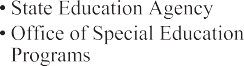 • State Education Agency
• Office of Special Education
Programs